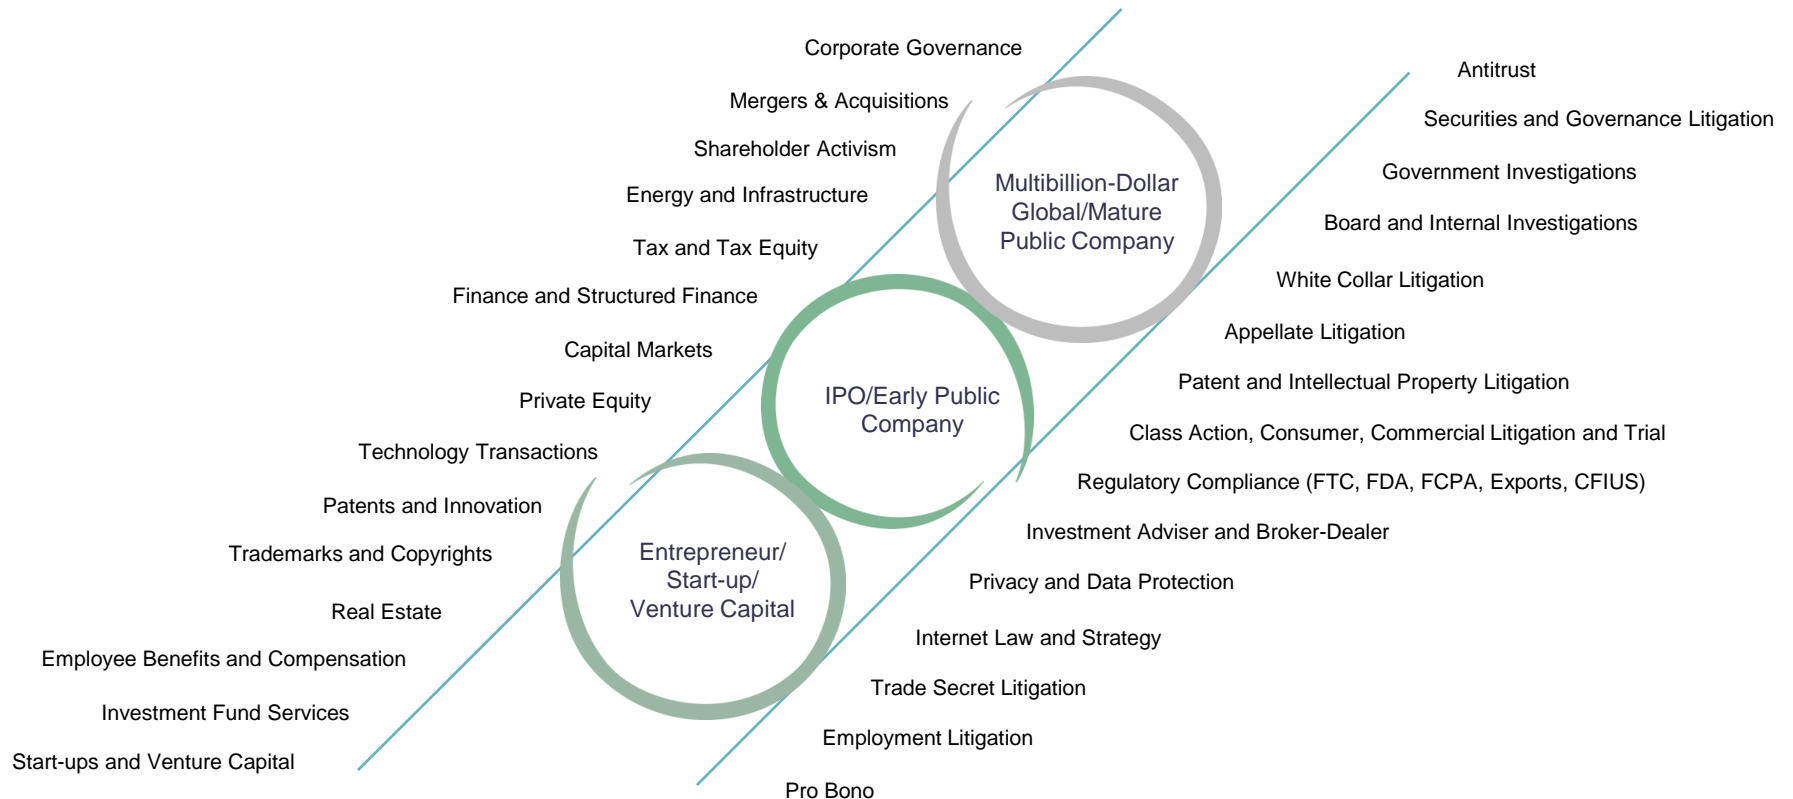 Corporate Governance
Mergers & Acquisitions
Shareholder Activism
Energy and Infrastructure
Tax and Tax Equity
Finance and Structured Finance
Capital Markets
Private Equity
Technology Transactions
Patents and Innovation
Trademarks and Copyrights
Real Estate
Employee Benefits and Compensation
Investment Fund Services
Start-ups and Venture Capital
Multibillion-Dollar
Global/Mature
Public Company
IPO/Early Public
Company
Entrepreneur/
Start-up/
Venture Capital
Antitrust
Securities and Governance Litigation
Government Investigations
Board and Internal Investigations
White Collar Litigation
Appellate Litigation
Patent and Intellectual Property Litigation
Class Action, Consumer, Commercial Litigation and Trial
Regulatory Compliance (FTC, FDA, FCPA, Exports, CFIUS)
Investment Adviser and Broker-Dealer
Privacy and Data Protection
Internet Law and Strategy
Trade Secret Litigation
Employment Litigation
Pro Bono